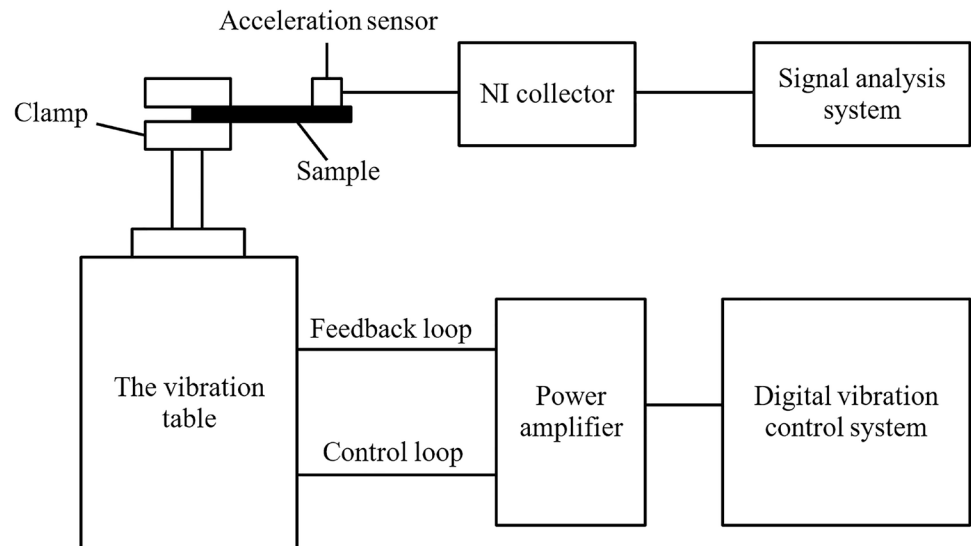 Acceleration sensor
NI collector
Signal analysis
system
Clamp
Sample
Feedback loop
The vibration
table
Power
amplifier
Digital vibration
control system
Control loop